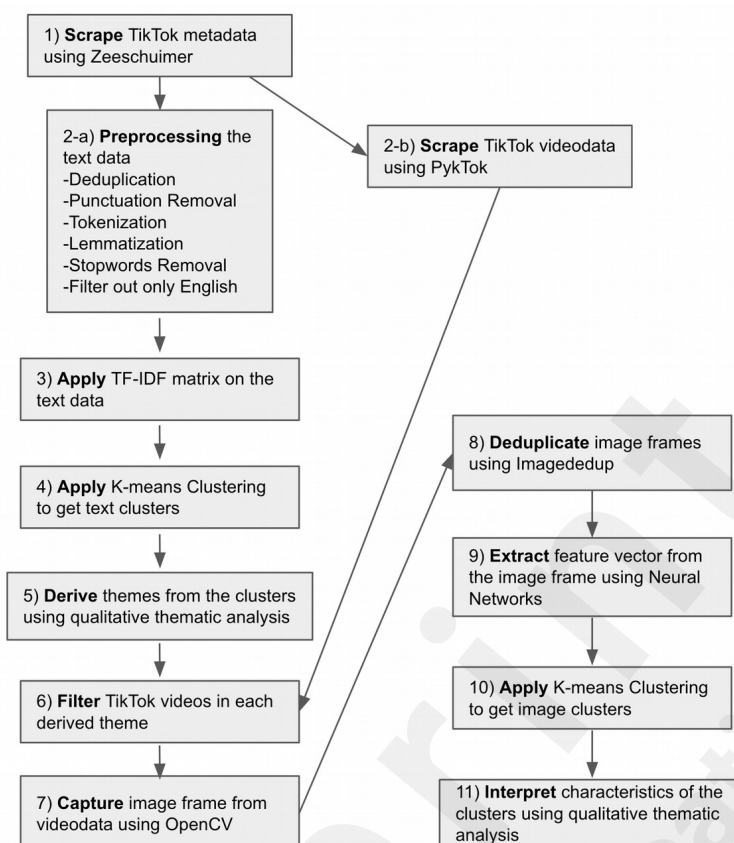 1) Scrape TikTok metadata
using Zeeschuimer
2-a) Preprocessing the
text data
-Deduplication
-Punctuation Removal
-Tokenization
-Lemmatization
-Stopwords Removal
-Filter out only English
2-b) Scrape TikTok videodata
using PykTok
3) Apply TF-IDF matrix on the
text data
4) Apply K-means Clustering
to get text clusters
5) Derive themes from the clusters
using qualitative thematic analysis
6) Filter TikTok videos in each
derived theme
7) Capture image frame from
videodata using OpenCV
8) Deduplicate image frames
using Imagededup
9) Extract feature vector from
the image frame using Neural
Networks
10) Apply K-means Clustering
to get image clusters
11) Interpret characteristics of the
clusters using qualitative thematic
analysis